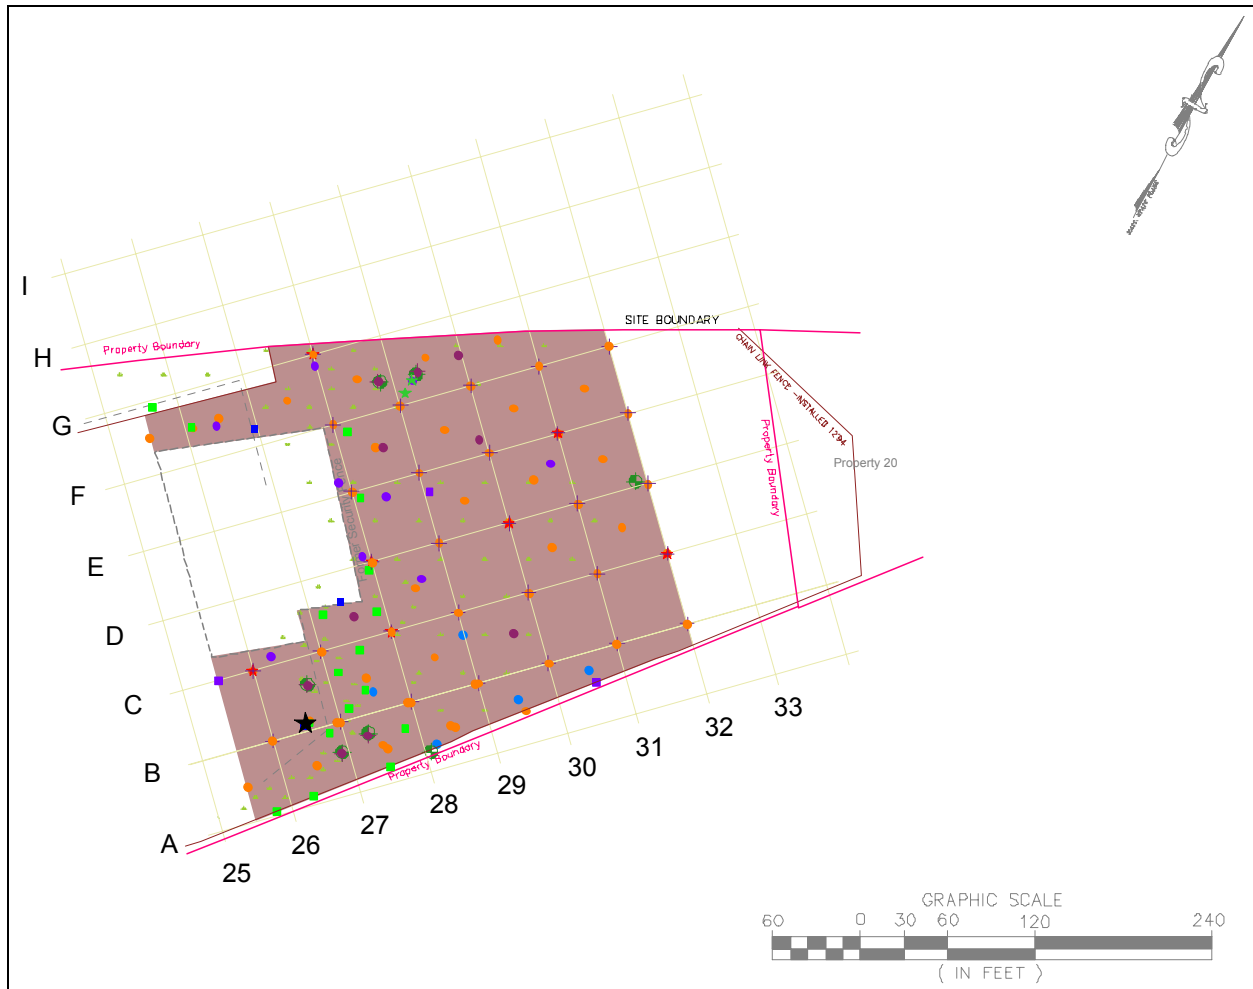 I
SITE BOUNDARY
Property Boundary
H
CHAIN LINK FENCE -INSTALLED 12\94
G
Property Boundary
Property 20
F
E
D
C
33
32
31
B
30
Property Boundary
29
28
27
A
26
25
GRAPHIC SCALE
60 0 30 60 120 240
( IN FEET )